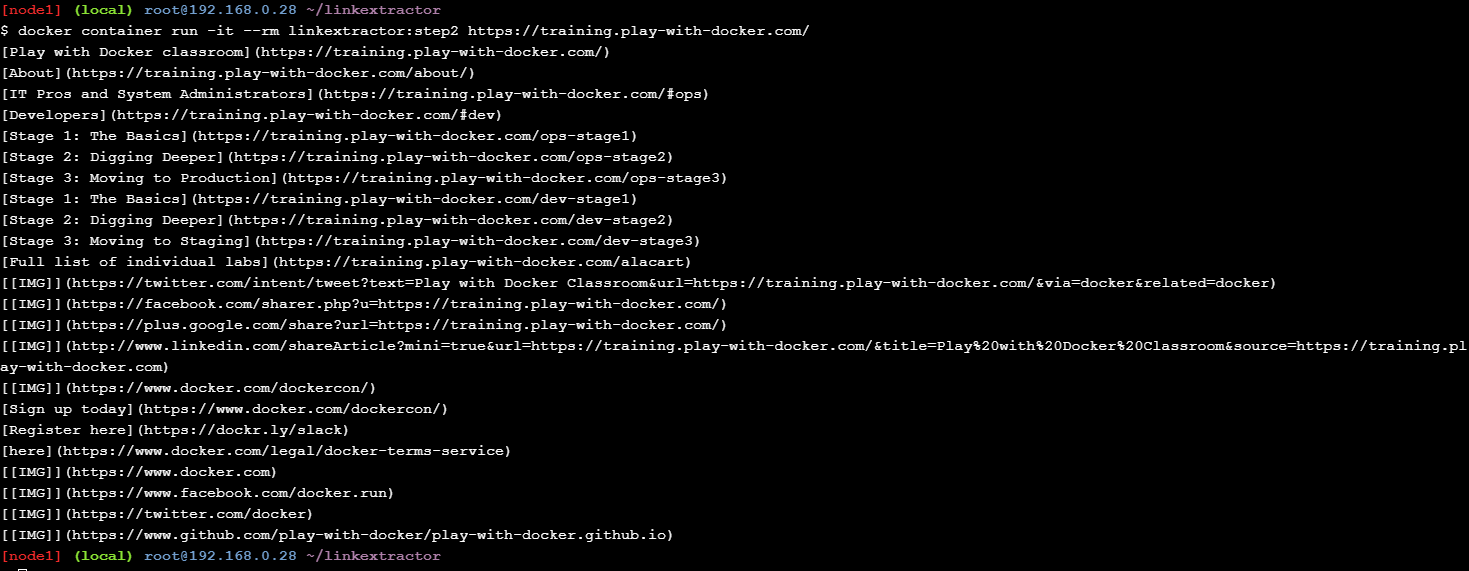 [node1] (local) root@192.168.0.28 ~/linkextractor
$ docker container run -it --rm linkextractor:step2 https://training.play-with-docker.com/
[Play with Docker classroom](https://training.play-with-docker.com/)
[About](https://training.play-with-docker.com/about/)
[IT Pros and System Administrators](https://training.play-with-docker.com/#ops)
[Developers](https://training.play-with-docker.com/#dev)
[Stage 1: The Basics](https://training.play-with-docker.com/ops-stage1)
[Stage 2: Digging Deeper](https://training.play-with-docker.com/ops-stage2)
[Stage 3: Moving to Production](https://training.play-with-docker.com/ops-stage3)
[Stage 1: The Basics](https://training.play-with-docker.com/dev-stage1)
[Stage 2: Digging Deeper](https://training.play-with-docker.com/dev-stage2)
[Stage 3: Moving to Staging](https://training.play-with-docker.com/dev-stage3)
[Full list of individual labs](https://training.play-with-docker.com/alacart)
[[IMG]](https://twitter.com/intent/tweet?text=Play with Docker Classroom&url=https://training.play-with-docker.com/&via=docker&related=docker)
[[IMG]](https://facebook.com/sharer.php?u=https://training.play-with-docker.com/)
[[IMG]](https://plus.google.com/share?url=https://training.play-with-docker.com/)
[[IMG]](http://www.linkedin.com/shareArticle?mini=true&url=https://training.play-with-docker.com/&title=Play%20with%20Docker%20Classroom&source=https://training.pl
ay-with-docker.com)
[[IMG]](https://www.docker.com/dockercon/)
[Sign up today](https://www.docker.com/dockercon/)
[Register here](https://dockr.ly/slack)
[here](https://www.docker.com/legal/docker-terms-service)
[[IMG]](https://www.docker.com)
[[IMG]](https://www.facebook.com/docker.run)
[[IMG]](https://twitter.com/docker)
[[IMG]](https://www.github.com/play-with-docker/play-with-docker.github.io)
[node1] (local) root@192.168.0.28 ~/linkextractor